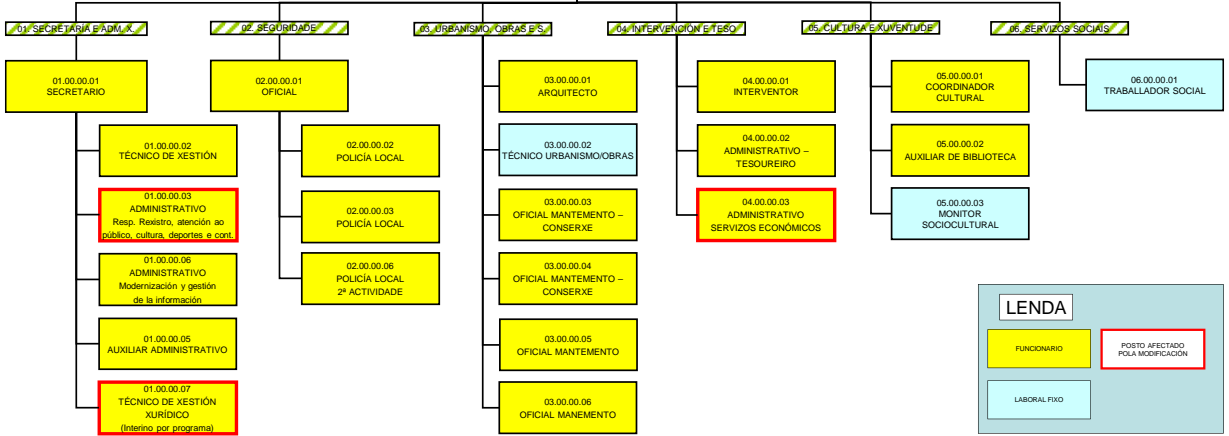 01. SECRETARIA E ADM. X.
01.00.00.01
SECRETARIO
01.00.00.02
TÉCNICO DE XESTIÓN
01.00.00.03
ADMINISTRATIVO
Resp. Rexistro, atención ao
público, cultura, deportes e cont.
01.00.00.06
ADMINISTRATIVO
Modernización y gestión
de la información
01.00.00.05
AUXILIAR ADMINISTRATIVO
01.00.00.07
TÉCNICO DE XESTIÓN
XURÍDICO
(Interino por programa)
02. SEGURIDADE
02.00.00.01
OFICIAL
02.00.00.02
POLICÍA LOCAL
02.00.00.03
POLICÍA LOCAL
02.00.00.06
POLICÍA LOCAL
2ª ACTIVIDADE
03. URBANISMO, OBRAS E S.
03.00.00.01
ARQUITECTO
03.00.00.02
TÉCNICO URBANISMO/OBRAS
03.00.00.03
OFICIAL MANTEMENTO –
CONSERXE
03.00.00.04
OFICIAL MANTEMENTO –
CONSERXE
03.00.00.05
OFICIAL MANTEMENTO
03.00.00.06
OFICIAL MANEMENTO
04. INTERVENCIÓN E TESO
04.00.00.01
INTERVENTOR
04.00.00.02
ADMINISTRATIVO –
TESOUREIRO
04.00.00.03
ADMINISTRATIVO
SERVIZOS ECONÓMICOS
05. CULTURA E XUVENTUDE
05.00.00.01
COORDINADOR
CULTURAL
05.00.00.02
AUXILIAR DE BIBLIOTECA
05.00.00.03
MONITOR
SOCIOCULTURAL
06. SERVIZOS SOCIAIS
06.00.00.01
TRABALLADOR SOCIAL
LENDA
FUNCIONARIO
POSTO AFECTADO
POLA MODIFICACIÓN
LABORAL FIXO